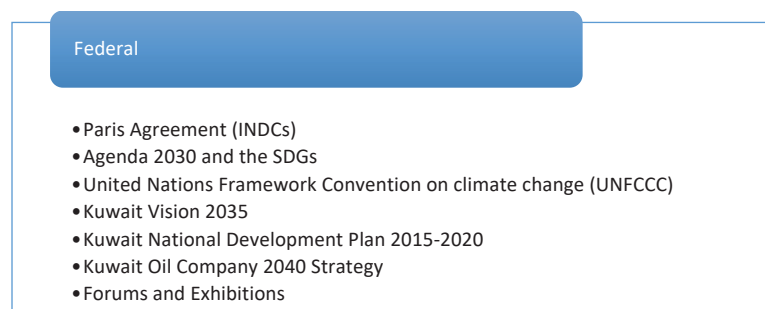 Federal
•Paris Agreement (INDCs)
•Agenda 2030 and the SDGs
•United Nations Framework Convention on climate change (UNFCCC)
•Kuwait Vision 2035
•Kuwait National Development Plan 2015-2020
•Kuwait Oil Company 2040 Strategy
•Forums and Exhibitions